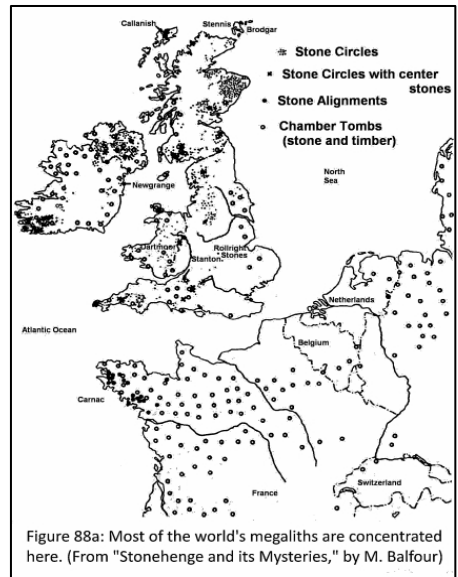 Callanish
Stennis
Brodgar
Stone Circles
Stone Circles with center
stones
Stone Alignments
Chamber Tombs
(stone and timber)
North
Sea
Newgrange
Dartmoor
Rollright
Stones
Stanton
Netherlands
Atlantic Ocean
Belgium
Carnac
Switzerland
France
Figure 88a: Most of the world's megaliths are concentrated
here. (From "Stonehenge and its Mysteries," by M. Balfour)